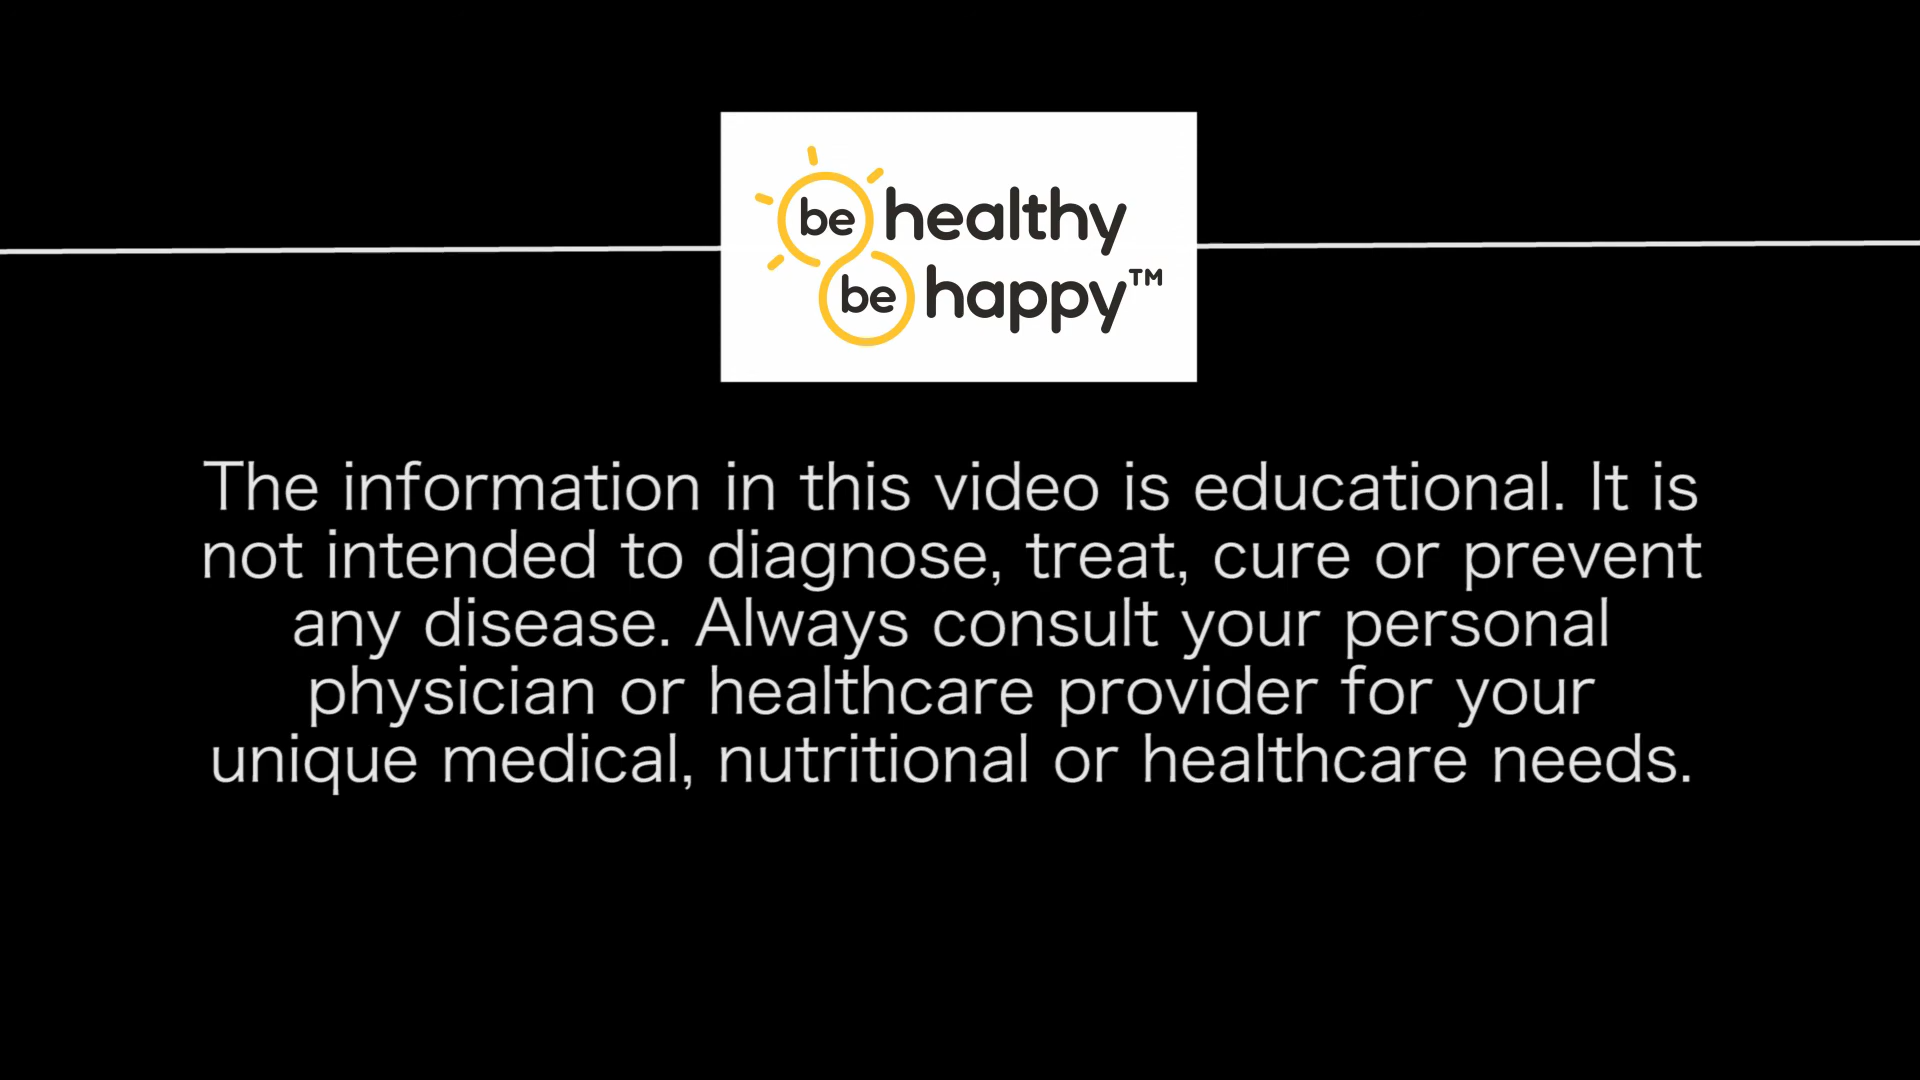 be healthy
be happy™
The information in this video is educational. It is
not intended to diagnose, treat, cure or prevent
any disease. Always consult your personal
physician or healthcare provider for your
unique medical, nutritional or healthcare needs.